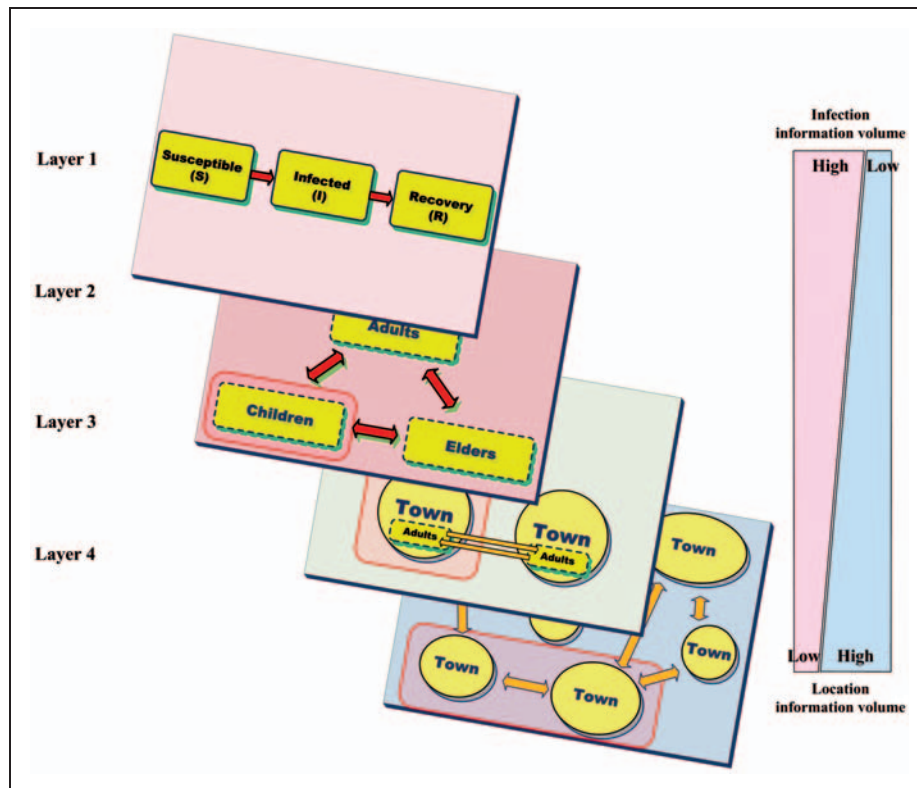 Infection
information volume
High
Low
Layer 1
Susceptible
(S)
Infected
(I)
Recovery
(R)
Layer 2
Adults
Layer 3
Children
Elders
Town
Adults
Town
Adults
Layer 4
Town
Town
Town
Town
Low
High
Location
information volume